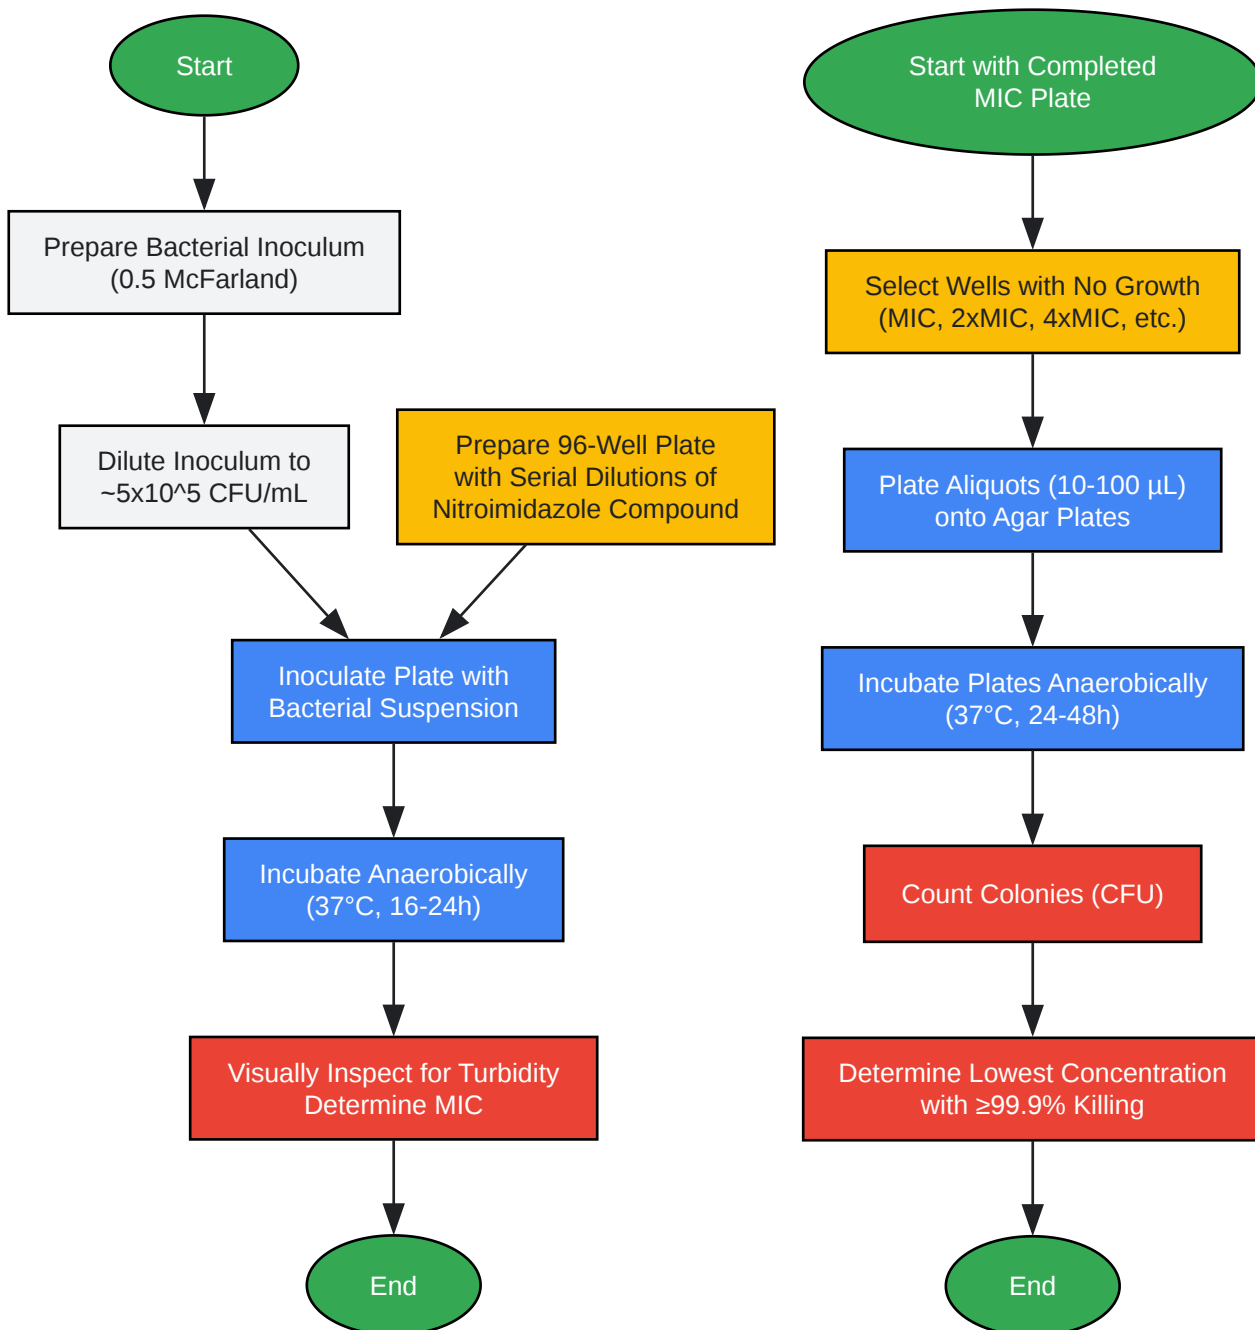 Start
Prepare Bacterial Inoculum
(0.5 McFarland)
Dilute Inoculum to
~5x10^5 CFU/mL
Prepare 96-Well Plate
with Serial Dilutions of
Nitroimidazole Compound
Inoculate Plate with
Bacterial Suspension
Incubate Anaerobically
(37°C, 16-24h)
Visually Inspect for Turbidity
Determine MIC
End
Start with Completed
MIC Plate
Select Wells with No Growth
(MIC, 2xMIC, 4xMIC, etc.)
Plate Aliquots (10-100 µL)
onto Agar Plates
Incubate Plates Anaerobically
(37°C, 24-48h)
Count Colonies (CFU)
Determine Lowest Concentration
with ≥99.9% Killing
End